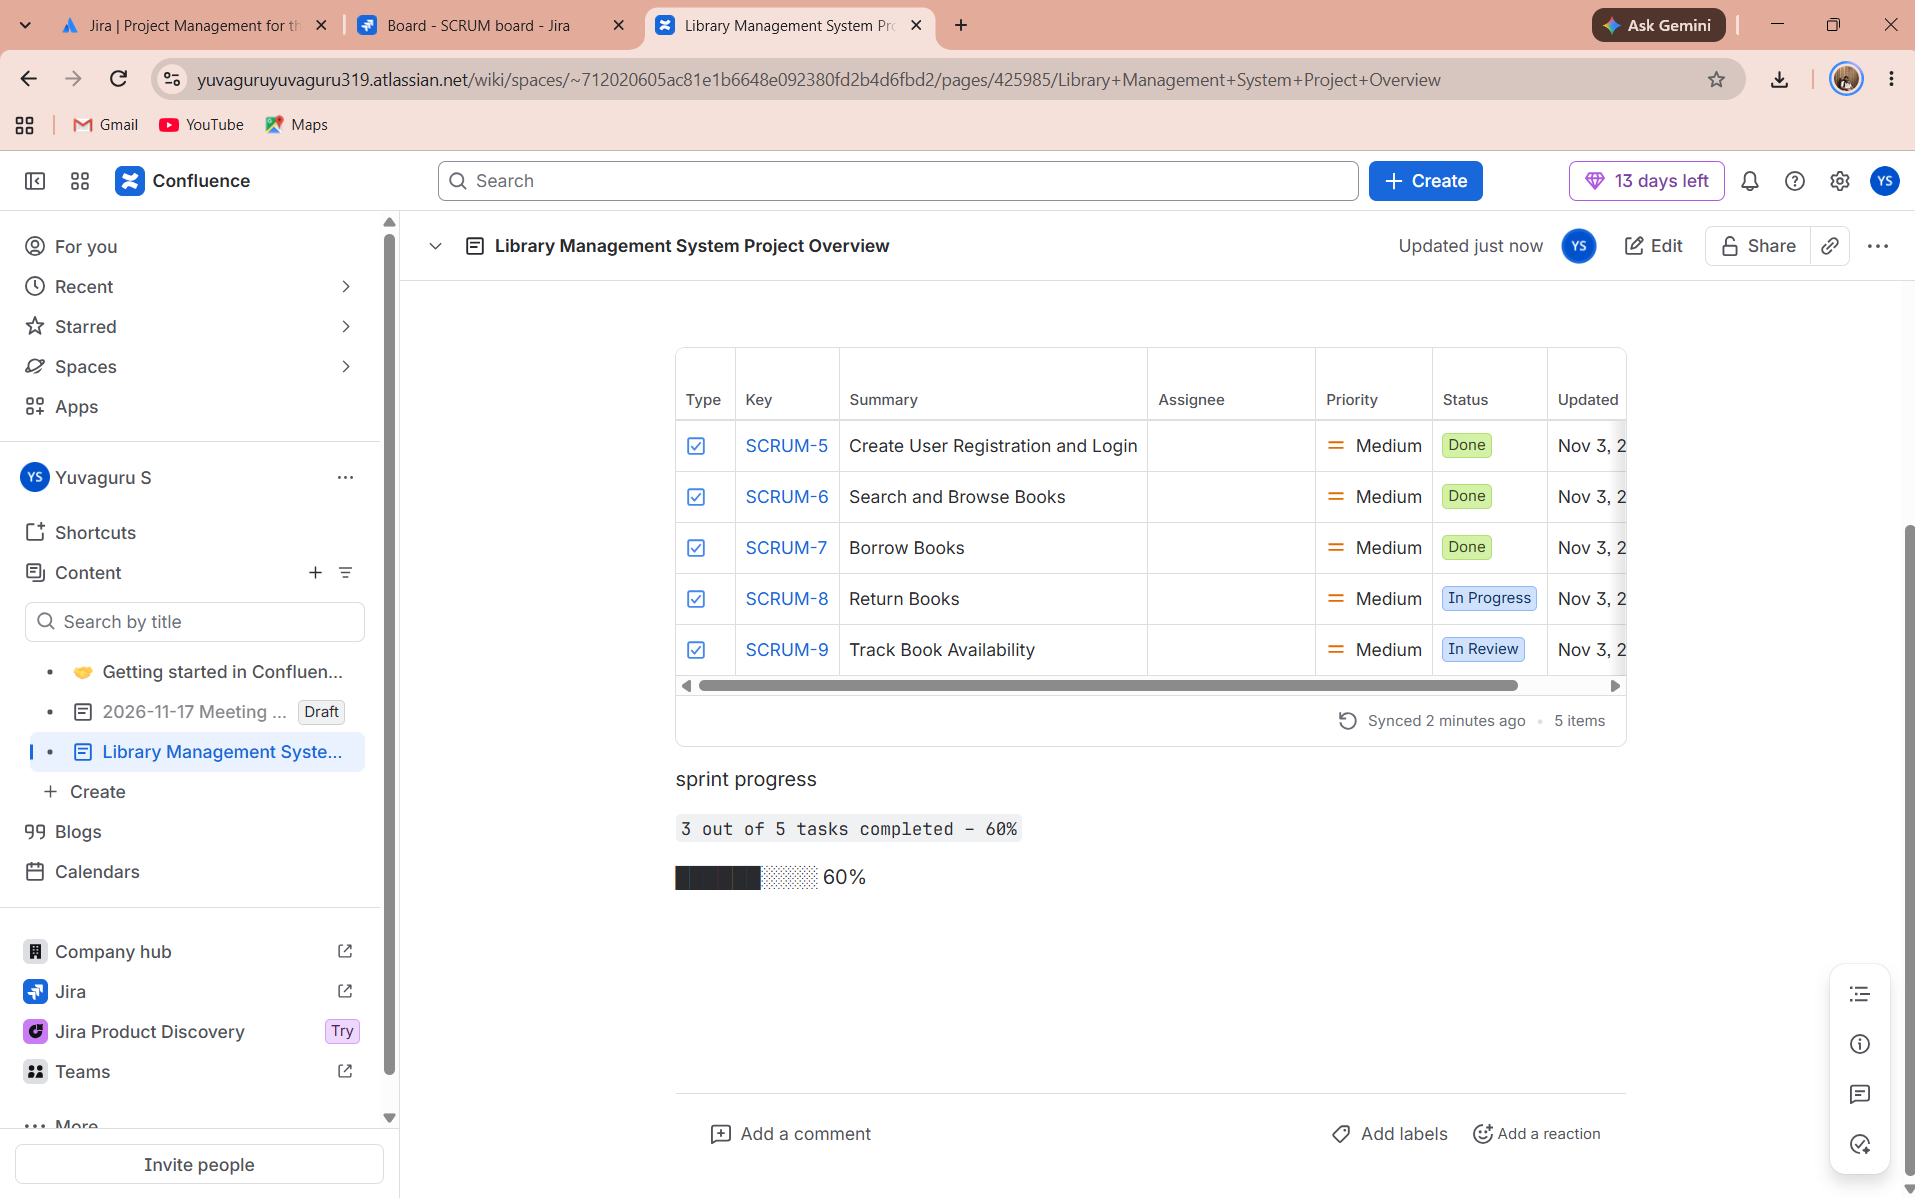 Jira | Project Management for th
Board - SCRUM board - Jira
Library Management System Pro
Ask Gemini
yuvaguruyuvaguru319.atlassian.net/wiki/spaces/~712020605ac81e1b6648e092380fd2b4d6fbd2/pages/425985/Library+Management+System+Project+Overview
Gmail
YouTube
Maps
Confluence
Search
+ Create
13 days left
YS
For you
Recent
Starred
Spaces
Apps
YS Yuvaguru S
Shortcuts
Content
Search by title
Getting started in Confluen...
2026-11-17 Meeting ... Draft
Library Management Syste...
+ Create
Blogs
Calendars
Company hub
Jira
Jira Product Discovery Try
Teams
More
Invite people
Library Management System Project Overview
Updated just now YS Edit Share
Type Key Summary Assignee Priority Status Updated
SCRUM-5 Create User Registration and Login Medium Done Nov 3, 2
SCRUM-6 Search and Browse Books Medium Done Nov 3, 2
SCRUM-7 Borrow Books Medium Done Nov 3, 2
SCRUM-8 Return Books Medium In Progress Nov 3, 2
SCRUM-9 Track Book Availability Medium In Review Nov 3, 2
Synced 2 minutes ago • 5 items
sprint progress
3 out of 5 tasks completed – 60%
██████░░░░ 60%
Add a comment
Add labels
Add a reaction